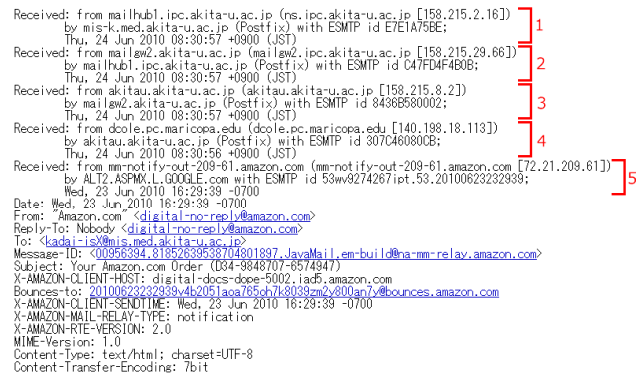 Received: from mailhub1.ipc.akita-u.ac.jp (ns.ipc.akita-u.ac.jp [158.215.2.16])
by mis-k.med.akita-u.ac.jp (Postfix) with ESMTP id E7E1A75BE;
Thu, 24 Jun 2010 08:30:57 +0900 (JST)
1
Received: from mailgw2.akita-u.ac.jp (mailgw2.ipc.akita-u.ac.jp [158.215.29.66])
by mailhub1.ipc.akita-u.ac.jp (Postfix) with ESMTP id C47FD4F4B0B;
Thu, 24 Jun 2010 08:30:57 +0900 (JST)
2
Received: from akitau.akita-u.ac.jp (akitau.akita-u.ac.jp [158.215.8.2])
by mailgw2.akita-u.ac.jp (Postfix) with ESMTP id 8436B580002;
Thu, 24 Jun 2010 08:30:57 +0900 (JST)
3
Received: from dcole.pc.maricopa.edu (dcole.pc.maricopa.edu [140.198.18.113])
by akitau.akita-u.ac.jp (Postfix) with ESMTP id 307C46080CB;
Thu, 24 Jun 2010 08:30:56 +0900 (JST)
4
Received: from mm-notify-out-209-61.amazon.com (mm-notify-out-209-61.amazon.com [72.21.209.61])
by ALT2.ASPMX.L.GOOGLE.com with ESMTP id 53wv9274267ipt.53.20100623232939;
Wed, 23 Jun 2010 16:29:39 -0700
5
Date: Wed, 23 Jun 2010 16:29:39 -0700
From: "Amazon.com" <digital-no-reply@amazon.com>
Reply-To: Nobody <digital-no-reply@amazon.com>
To: <kadai-isX@mis.med.akita-u.ac.jp>
Message-ID: <00956394.81852639538704801897.JavaMail.em-build@na-mm-relay.amazon.com>
Subject: Your Amazon.com Order (D34-9848707-6574947)
X-AMAZON-CLIENT-HOST: digital-docs-dope-5002.iad5.amazon.com
Bounces-to: 20100623232939v4b2051aoa765oh7k8039zm2y800an7y@bounces.amazon.com
X-AMAZON-CLIENT-SENDTIME: Wed, 23 Jun 2010 16:29:39 -0700
X-AMAZON-MAIL-RELAY-TYPE: notification
X-AMAZON-RTE-VERSION: 2.0
MIME-Version: 1.0
Content-Type: text/html; charset=UTF-8
Content-Transfer-Encoding: 7bit